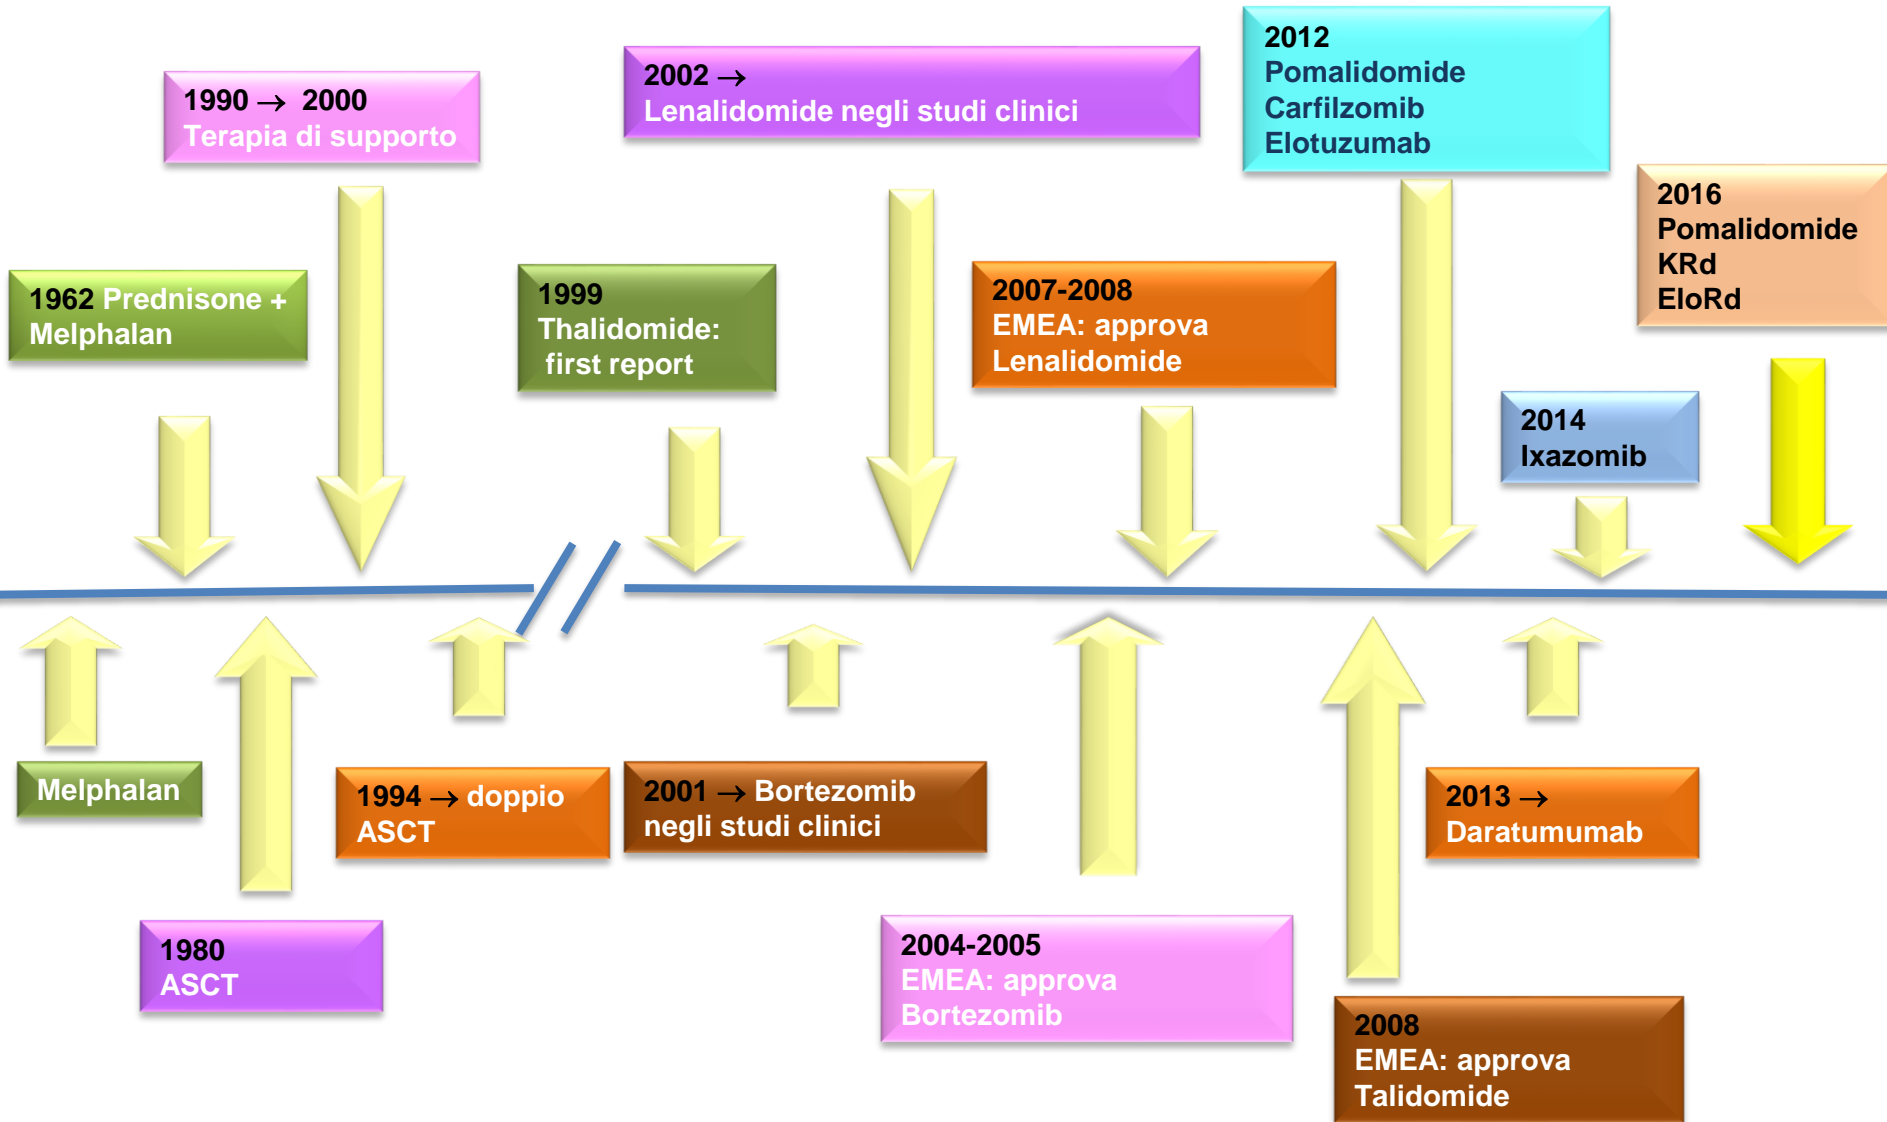 1990 → 2000
Terapia di supporto
2002 →
Lenalidomide negli studi clinici
2012
Pomalidomide
Carfilzomib
Elotuzumab
2016
Pomalidomide
KRd
EloRd
1962 Prednisone +
Melphalan
1999
Thalidomide:
first report
2007-2008
EMEA: approva
Lenalidomide
2014
Ixazomib
Melphalan
1994 → doppio
ASCT
2001 → Bortezomib
negli studi clinici
2013 →
Daratumumab
1980
ASCT
2004-2005
EMEA: approva
Bortezomib
2008
EMEA: approva
Talidomide